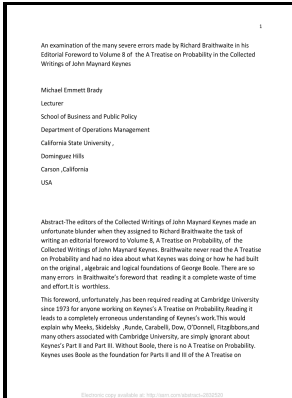 1
An examination of the many severe errors made by Richard Braithwaite in his
Editorial Foreword to Volume 8 of  the A Treatise on Probability in the Collected
Writings of John Maynard Keynes
Michael Emmett Brady
Lecturer
School of Business and Public Policy
Department of Operations Management
California State University ,
Dominguez Hills
Carson ,California
USA
Abstract-The editors of the Collected Writings of John Maynard Keynes made an
unfortunate blunder when they assigned to Richard Braithwaite the task of
writing an editorial foreword to Volume 8, A Treatise on Probability, of  the
Collected Writings of John Maynard Keynes. Braithwaite never read the A Treatise
on Probability and had no idea about what Keynes was doing or how he had built
on the original , algebraic and logical foundations of George Boole. There are so
many errors in Braithwaite's foreword that  reading it a complete waste of time
and effort.It is  worthless.
This foreword, unfortunately ,has been required reading at Cambridge University
since 1973 for anyone working on Keynes's A Treatise on Probability.Reading it
leads to a completely erroneous understanding of Keynes's work.This would
explain why Meeks, Skidelsky ,Runde, Carabelli, Dow, O'Donnell, Fitzgibbons,and
many others associated with Cambridge University, are simply ignorant about
Keynes's Part II and Part III. Without Boole, there is no A Treatise on Probability.
Keynes uses Boole as the foundation for Parts II and III of the A Treatise on